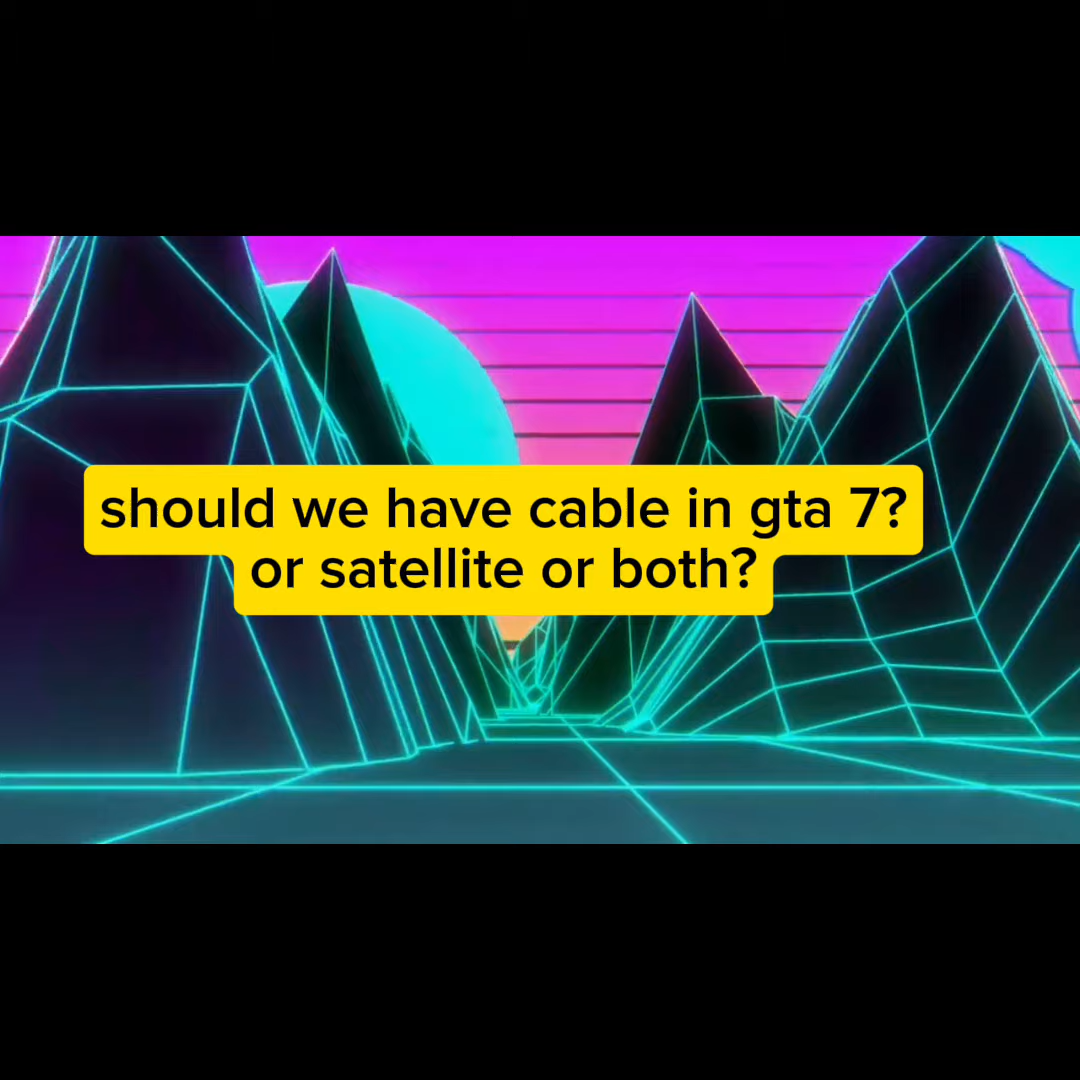 should we have cable in gta 7?
or satellite or both?